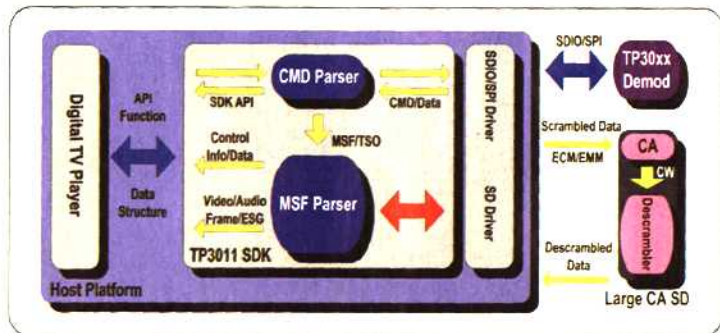 Digital TV Player
API
Function
Data
Structure
Host Platform
SDK API
CMD Parser
CMD/Data
MSF/TSO
Control
Info/Data
Video/Audio
Frame/ESG
MSF Parser
TP3011 SDK
SDIO/SPI Driver
SD Driver
SDIO/SPI
TP30xx
Demod
Scrambled Data
ECM/EMM
CA
CW
Descrambler
Descrambled
Data
Large CA SD